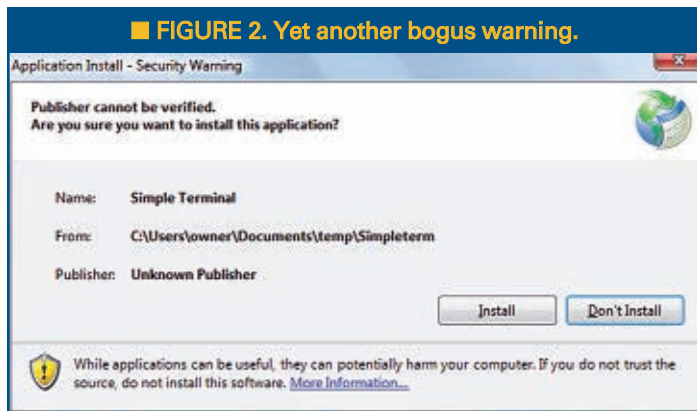 ■ FIGURE 2. Yet another bogus warning.
Application Install - Security Warning
Publisher cannot be verified.
Are you sure you want to install this application?
Name: Simple Terminal
From: C:\Users\owner\Documents\temp\Simpleterm
Publisher: Unknown Publisher
Install Don't Install
While applications can be useful, they can potentially harm your computer. If you do not trust the
source, do not install this software. More Information...